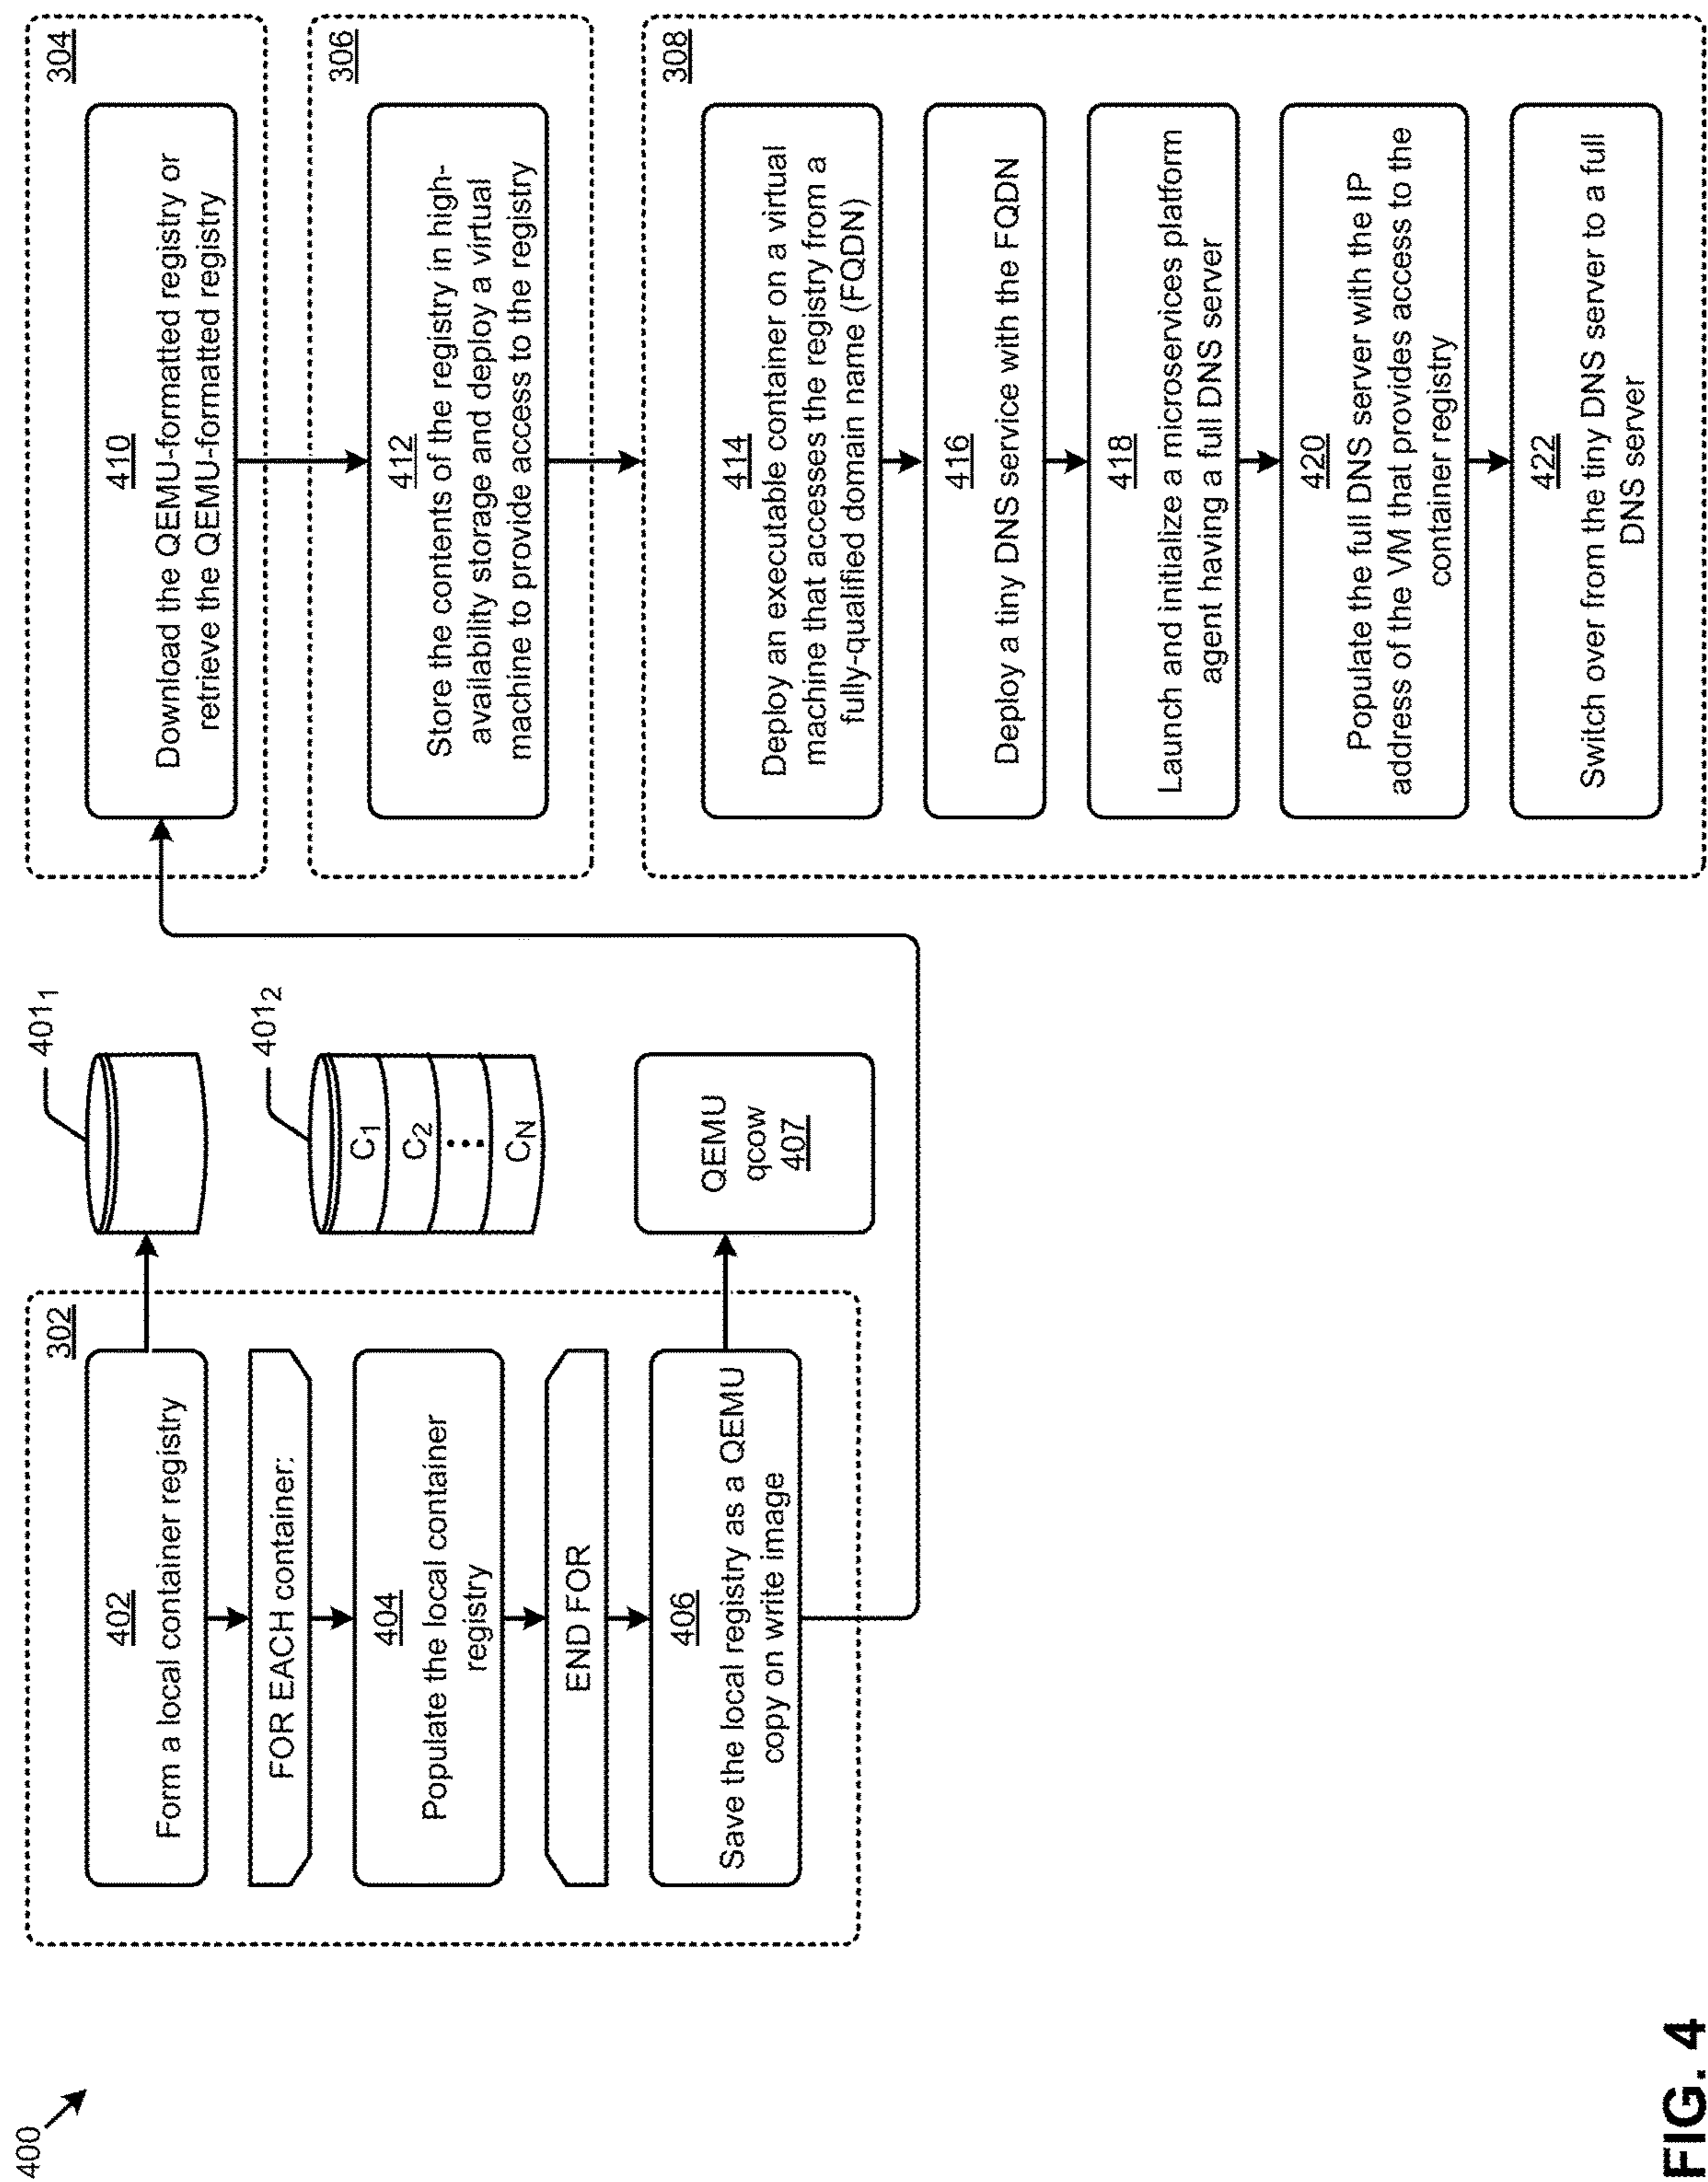 400
302
402
Form a local container registry
FOR EACH container:
404
Populate the local container
registry
END FOR
406
Save the local registry as a QEMU
copy on write image
401₁
401₂
C₁
C₂
•••
C_N
QEMU
qcow
407
304
410
Download the QEMU-formatted registry or
retrieve the QEMU-formatted registry
306
412
Store the contents of the registry in high-
availability storage and deploy a virtual
machine to provide access to the registry
308
414
Deploy an executable container on a virtual
machine that accesses the registry from a
fully-qualified domain name (FQDN)
416
Deploy a tiny DNS service with the FQDN
418
Launch and initialize a microservices platform
agent having a full DNS server
420
Populate the full DNS server with the IP
address of the VM that provides access to the
container registry
422
Switch over from the tiny DNS server to a full
DNS server
FIG. 4